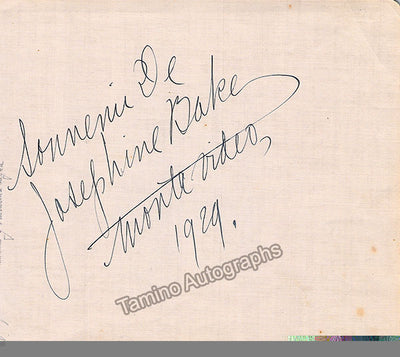 Souvenir De
Josephine Baker
Montevideo,
1929.
Tamino Autographs